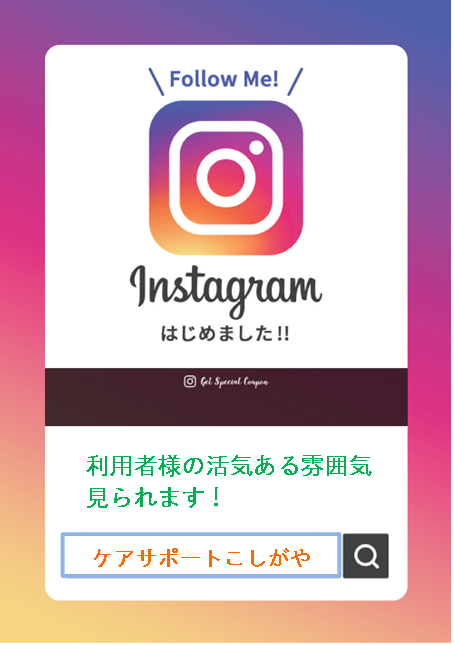 Follow Me!
Instagram
はじめました!!
Get Special Coupon
利用者様の活気ある雰囲気
見られます！
ケアサポートこしがや